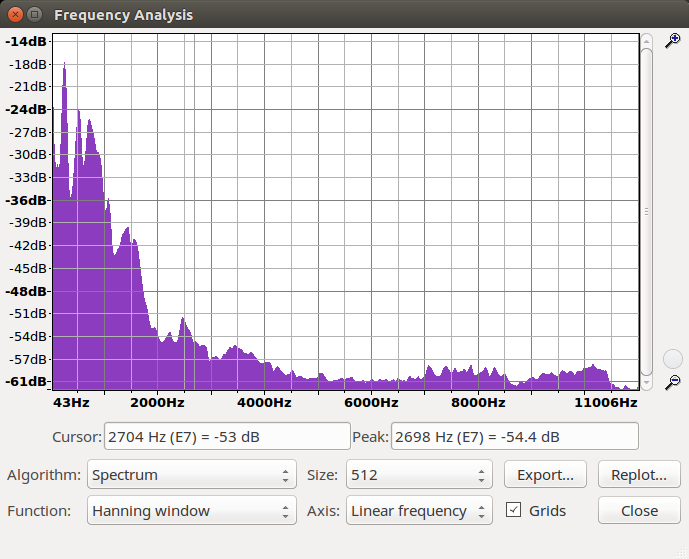 Frequency Analysis
-14dB
-18dB
-21dB
-24dB
-27dB
-30dB
-33dB
-36dB
-39dB
-42dB
-45dB
-48dB
-51dB
-54dB
-57dB
-61dB
43Hz 2000Hz 4000Hz 6000Hz 8000Hz 11106Hz
Cursor: 2704 Hz (E7) = -53 dB Peak: 2698 Hz (E7) = -54.4 dB
Algorithm: Spectrum Size: 512 Export... Replot...
Function: Hanning window Axis: Linear frequency Grids Close